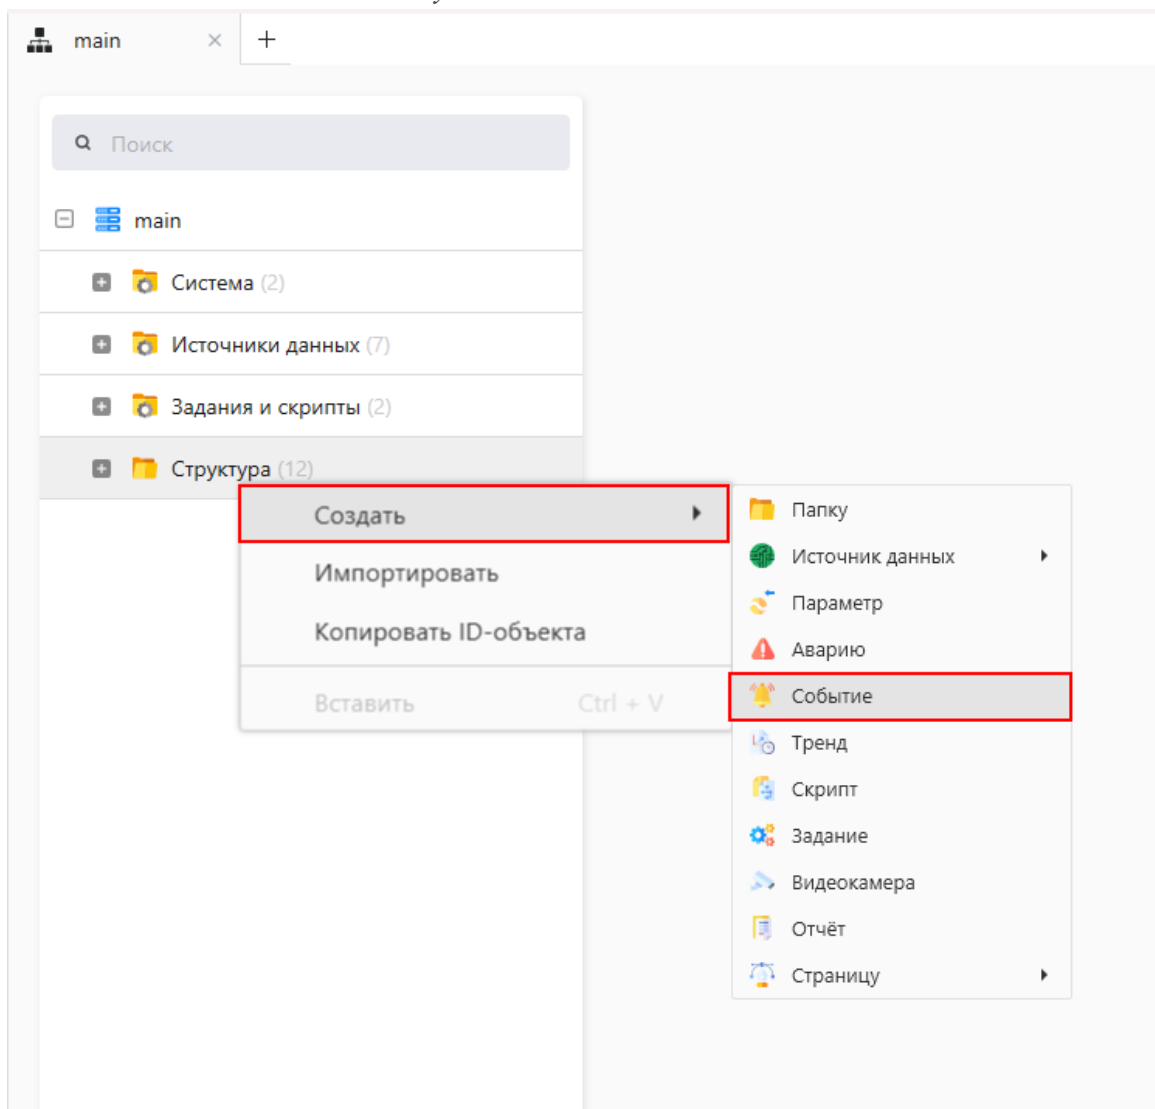 main × +
Поиск
main
Система (2)
Источники данных (7)
Задания и скрипты (2)
Структура (12)
Создать
Импортировать
Копировать ID-объекта
Вставить Ctrl + V
Папку
Источник данных
Параметр
Аварию
Событие
Тренд
Скрипт
Задание
Видеокамера
Отчёт
Страницу